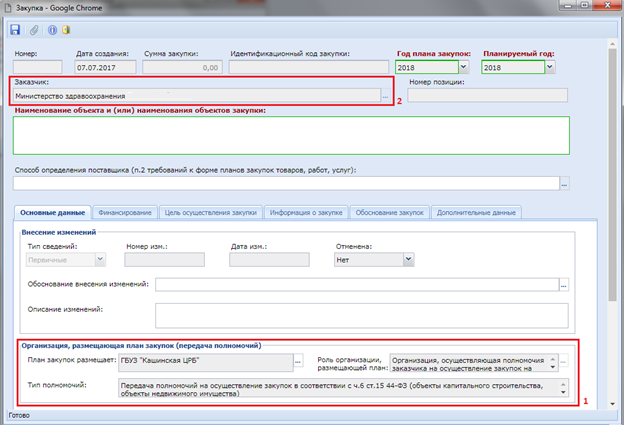 Закупка - Google Chrome
Номер: Дата создания: Сумма закупки: Идентификационный код закупки: Год плана закупок: Планируемый год:
07.07.2017 0,00 2018 2018
Заказчик: Номер позиции:
Министерство здравоохранения ...
2
Наименование объекта и (или) наименования объектов закупки:
Способ определения поставщика (п.2 требований к форме планов закупок товаров, работ, услуг):
...
Основные данные Финансирование Цель осуществления закупки Информация о закупке Обоснование закупок Дополнительные данные
Внесение изменений
Тип сведений: Номер изм.: Дата изм.: Отменена:
Первичные Нет
Обоснование внесения изменений: ...
Описание изменений:
Организация, размещающая план закупок (передача полномочий)
План закупок размещает: ГБУЗ "Кашинская ЦРБ" ... Роль организации, Организация, осуществляющая полномочия ...
размещающей план: заказчика на осуществление закупок на
Тип полномочий: Передача полномочий на осуществление закупок в соответствии с ч.6 ст.15 44-ФЗ (объекты капитального строительства,
объекты недвижимого имущества)
1
Готово